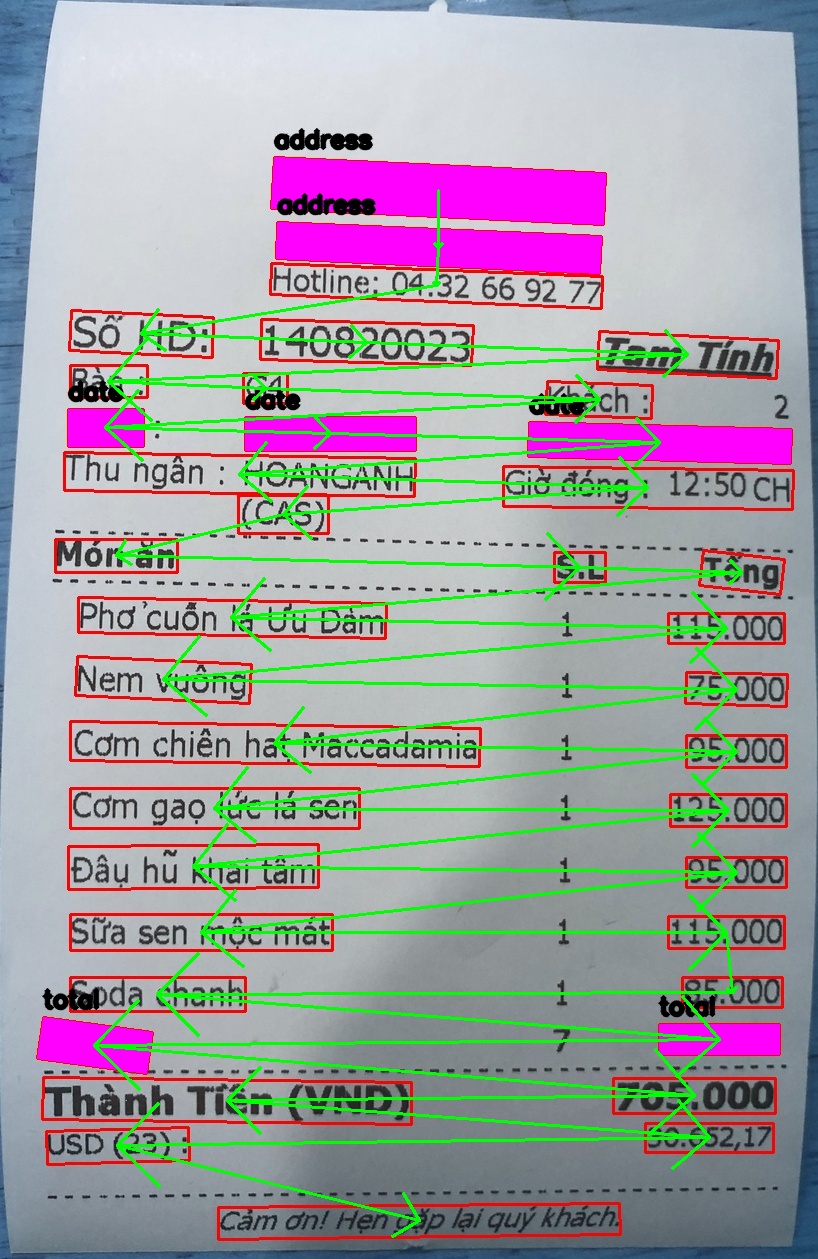 address
address
Hotline: 04.32 66 92 77
Số HD: 140820023 Tam Tính
Bàn : C4 Khách : 2
date : date date
Thu ngân : HOANGANH Giờ đóng : 12:50 CH
(CAS)
Món ăn S.L Tổng
Phở cuốn lá Ưu Đàm 1 115.000
Nem vuông 1 75.000
Cơm chiên hạt Maccadamia 1 95.000
Cơm gạo lức lá sen 1 125.000
Đậu hũ khai tâm 1 95.000
Sữa sen mộc mát 1 115.000
Soda chanh 1 85.000
total 7 total
Thành Tiền (VND) 705.000
USD (23) : 30.652,17
Cảm ơn! Hẹn gặp lại quý khách.